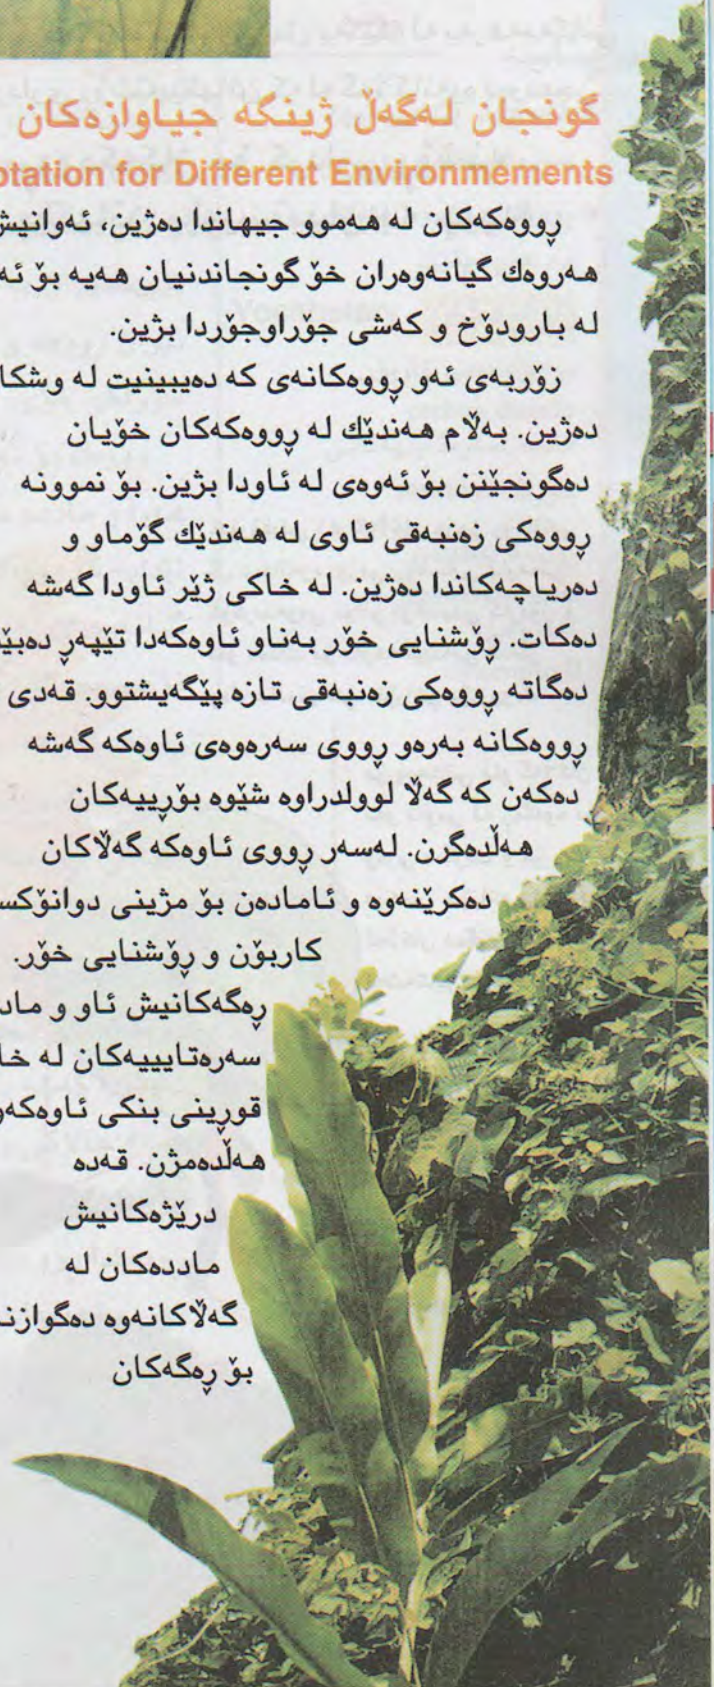 گونجان لەگەڵ ژینگە جیاوازەکان
ptation for Different Environmements
ڕووەکەکان لە هەموو جیهاندا دەژین، ئەوانیش
هەروەك گیانەوەران خۆ گونجاندنیان هەیە بۆ ئە
لە بارودۆخ و کەشی جۆراوجۆردا بژین.
زۆربەی ئەو ڕووەکانەی کە دەیبینیت لە وشکا
دەژین. بەڵام هەندێك لە ڕووەکەکان خۆیان
دەگونجێنن بۆ ئەوەی لە ئاودا بژین. بۆ نموونە
ڕووەکی زەنبەقی ئاوی لە هەندێك گۆماو و
دەریاچەکاندا دەژین. لە خاکی ژێر ئاودا گەشە
دەکات. ڕۆشنایی خۆر بەناو ئاوەکەدا تێپەڕ دەبێ
دەگاتە ڕووەکی زەنبەقی تازە پێگەیشتوو. قەدی
ڕووەکانە بەرەو ڕووی سەرەوەی ئاوەکە گەشە
دەکەن کە گەڵا لوولدراوە شێوە بۆڕییەکان
هەڵدەگرن. لەسەر ڕووی ئاوەکە گەڵاکان
دەکرێنەوە و ئامادەن بۆ مژینی دوانۆکس
کاربۆن و ڕۆشنایی خۆر.
ڕەگەکانیش ئاو و ماد
سەرەتایییەکان لە خا
قوڕینی بنکی ئاوەکەو
هەڵدەمژن. قەدە
درێژەکانیش
ماددەکان لە
گەڵاکانەوە دەگوازنـ
بۆ ڕەگەکان